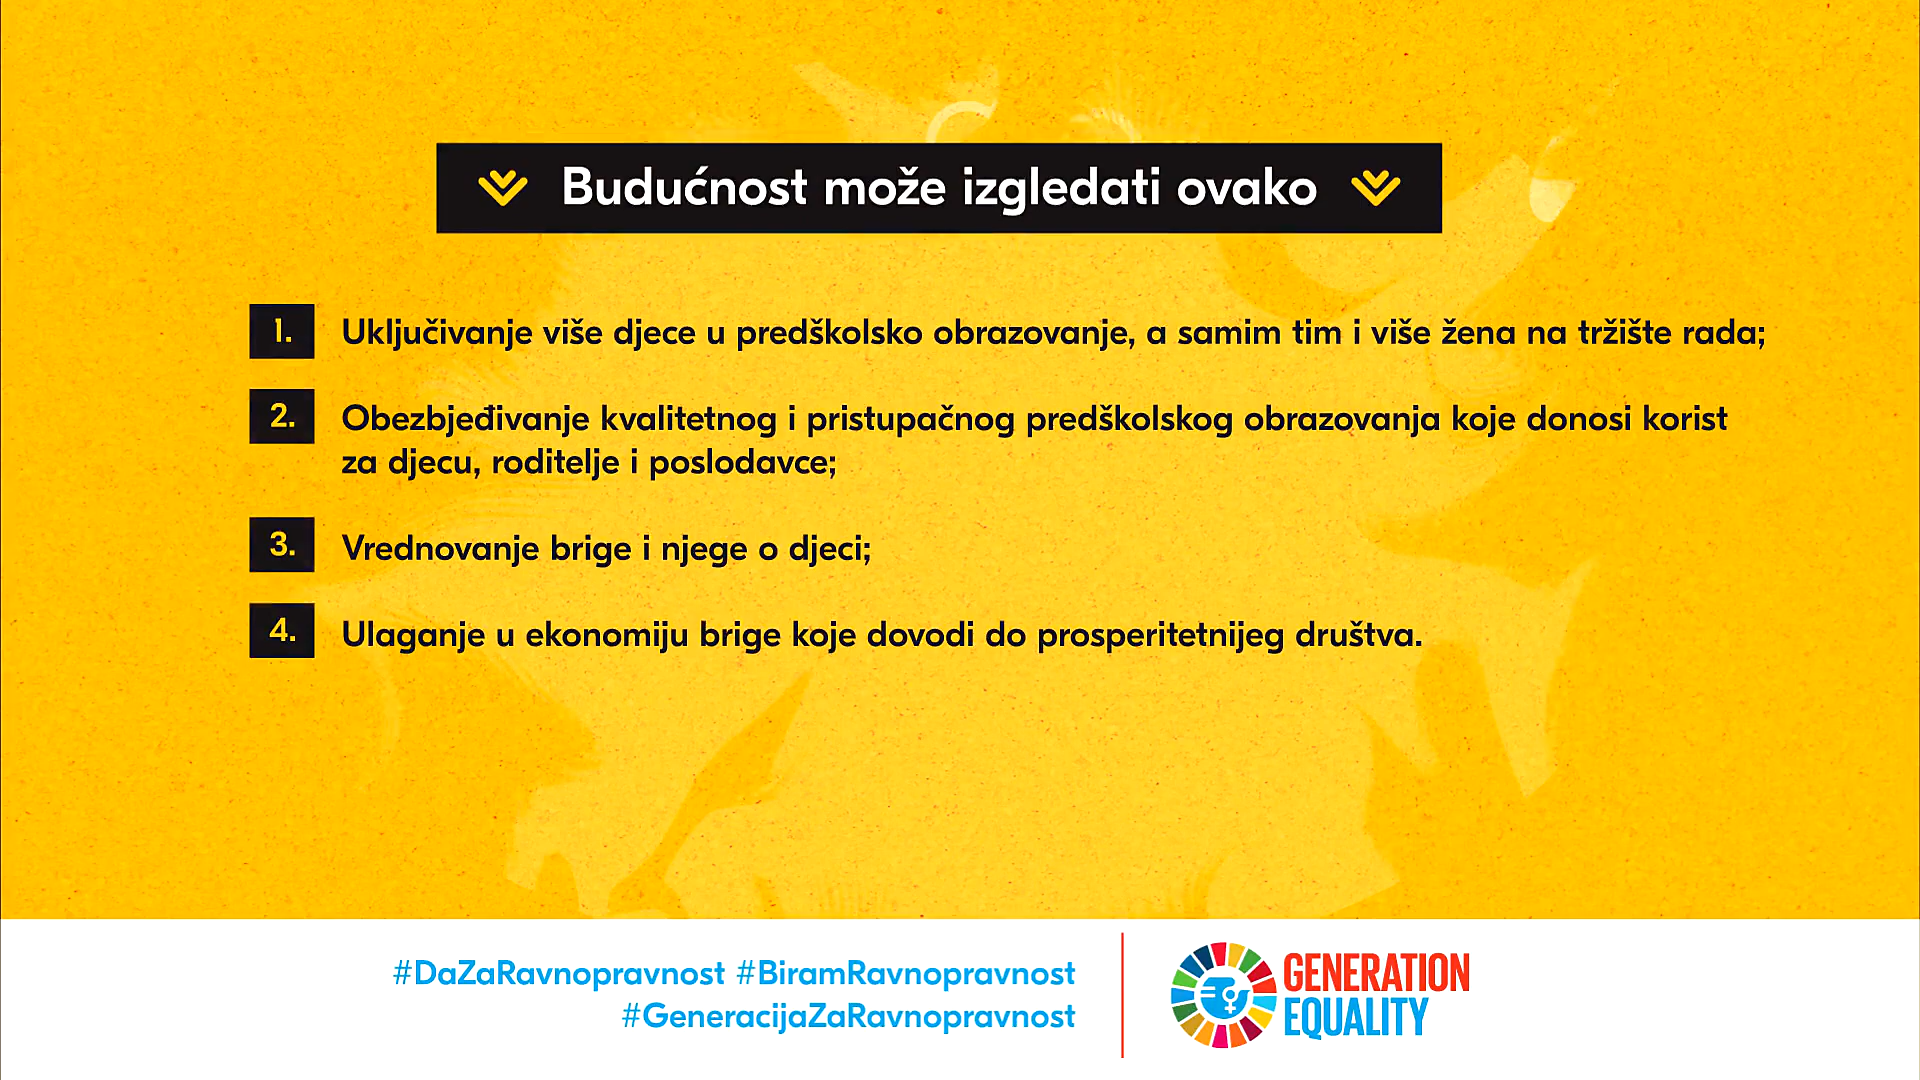 Budućnost može izgledati ovako
1. Uključivanje više djece u predškolsko obrazovanje, a samim tim i više žena na tržište rada;
2. Obezbjeđivanje kvalitetnog i pristupačnog predškolskog obrazovanja koje donosi korist
za djecu, roditelje i poslodavce;
3. Vrednovanje brige i njege o djeci;
4. Ulaganje u ekonomiju brige koje dovodi do prosperitetnijeg društva.
#DaZaRavnopravnost #BiramRavnopravnost
#GeneracijaZaRavnopravnost
GENERATION
EQUALITY